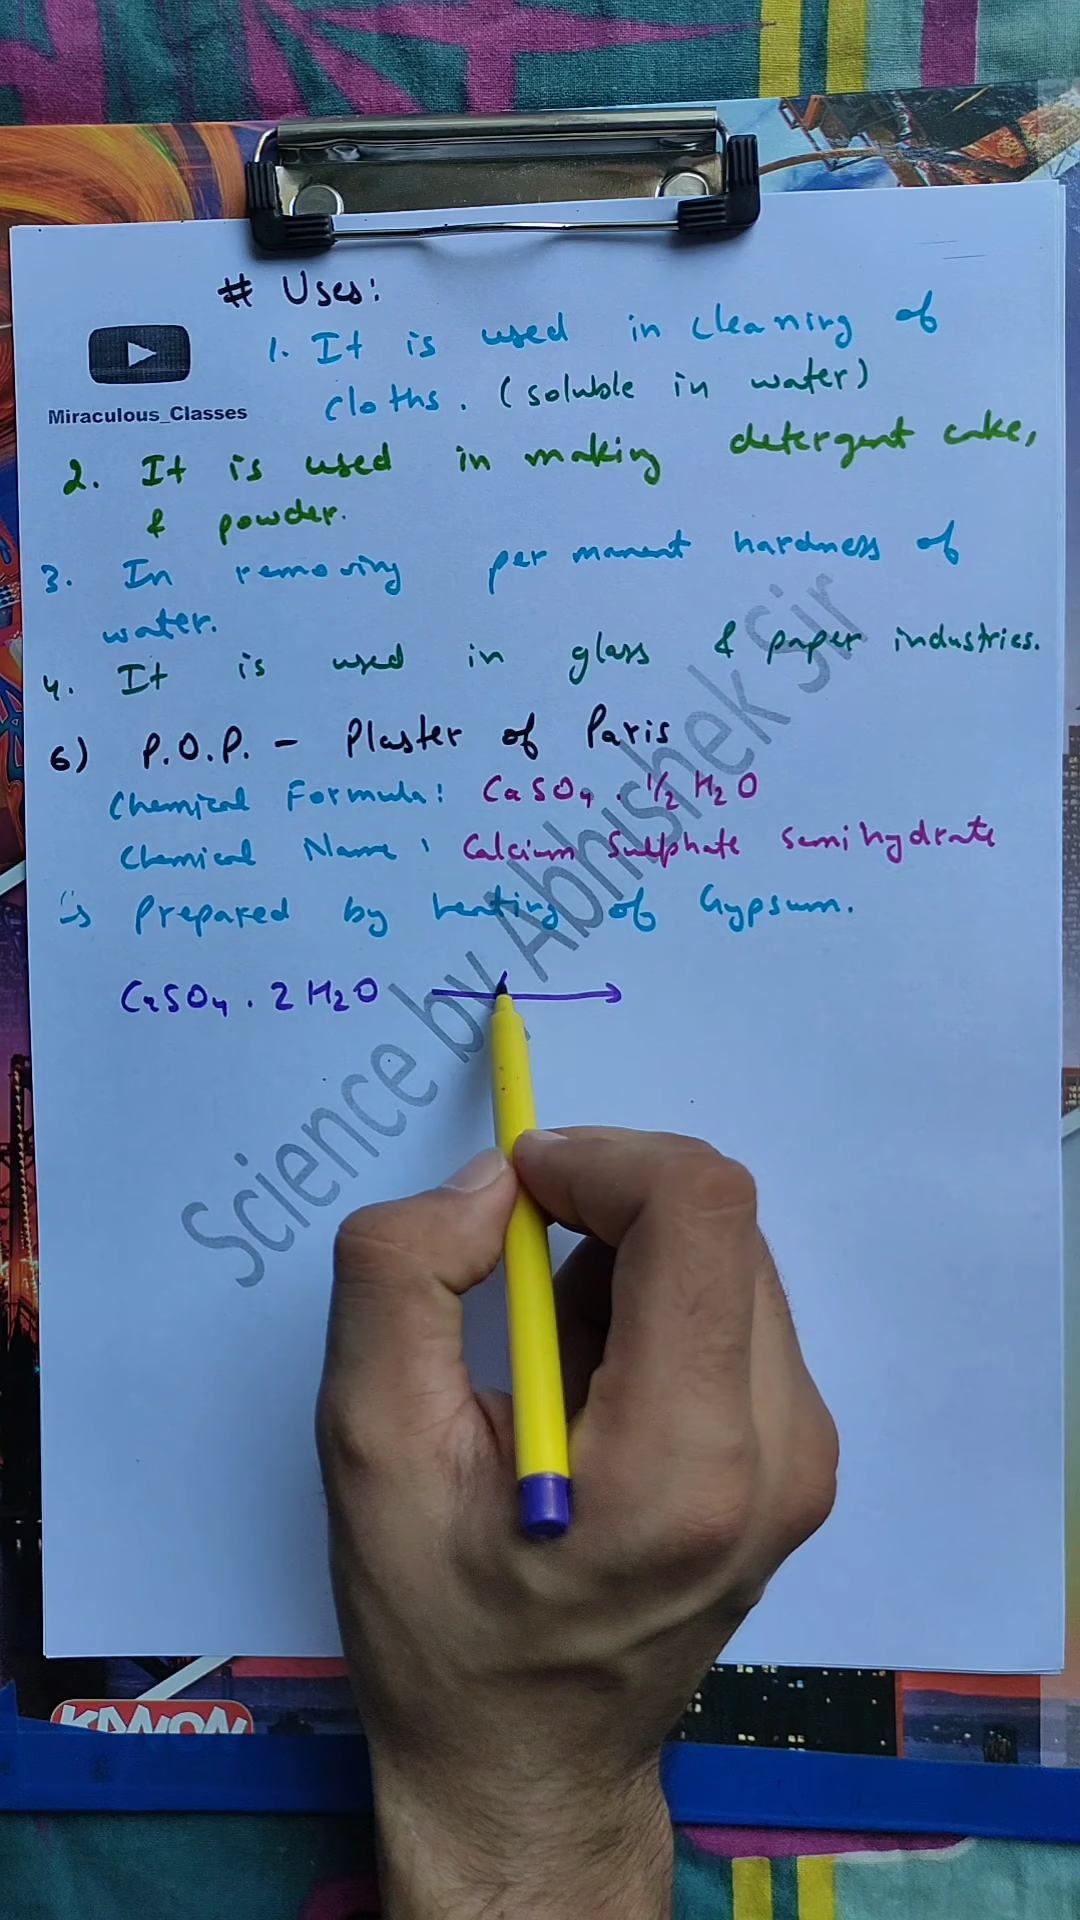 # Uses:
1. It is used in cleaning of
cloths. (soluble in water)
Miraculous_Classes
2. It is used in making detergent cake,
& powder.
3. In removing permanent hardness of
water.
4. It is used in glass & paper industries.
6) P.O.P. - Plaster of Paris
Chemical Formula: CaSO4 . 1/2 H2O
Chemical Name: Calcium Sulphate semihydrate
is Prepared by heating of Gypsum.
CaSO4 . 2 H2O
Science by Abhishek Sir